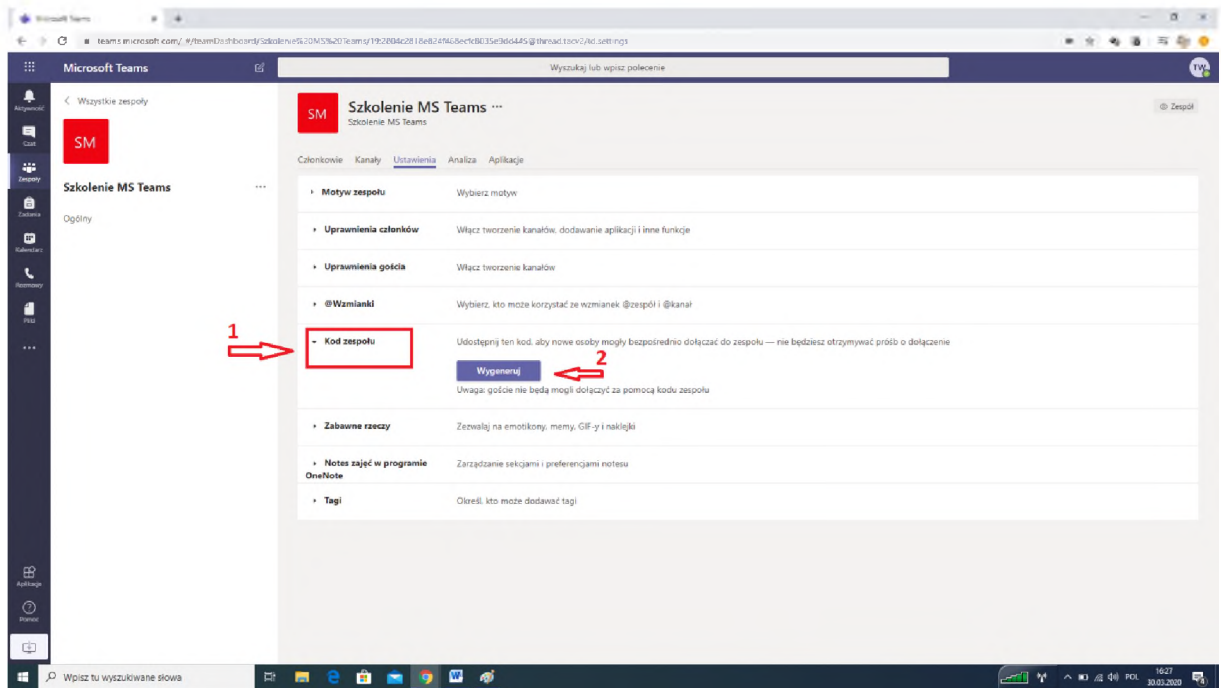 Microsoft Teams
teams.microsoft.com/_#/teamDashboard/Szkolenie%20MS%20Teams/
Microsoft Teams
Wyszukaj lub wpisz polecenie
TW
Aktywność
Czat
Zespoły
Zadania
Kalendarz
Rozmowy
Pliki
Aplikacje
Pomoc
Wszystkie zespoły
SM
Szkolenie MS Teams
Ogólny
SM
Szkolenie MS Teams
Szkolenie MS Teams
Zespół
Członkowie Kanały Ustawienia Analiza Aplikacje
Motyw zespołu Wybierz motyw
Uprawnienia członków Włącz tworzenie kanałów, dodawanie aplikacji i inne funkcje
Uprawnienia gościa Włącz tworzenie kanałów
@Wzmianki Wybierz, kto może korzystać ze wzmianek @zespół i @kanał
1
Kod zespołu Udostępnij ten kod, aby nowe osoby mogły bezpośrednio dołączać do zespołu — nie będziesz otrzymywać próśb o dołączenie
Wygeneruj
2
Uwaga: goście nie będą mogli dołączyć za pomocą kodu zespołu
Zabawne rzeczy Zezwalaj na emotikony, memy, GIF-y i naklejki
Notes zajęć w programie Zarządzanie sekcjami i preferencjami notesu
OneNote
Tagi Określ, kto może dodawać tagi
Wpisz tu wyszukiwane słowa
POL
16:27
30.03.2020